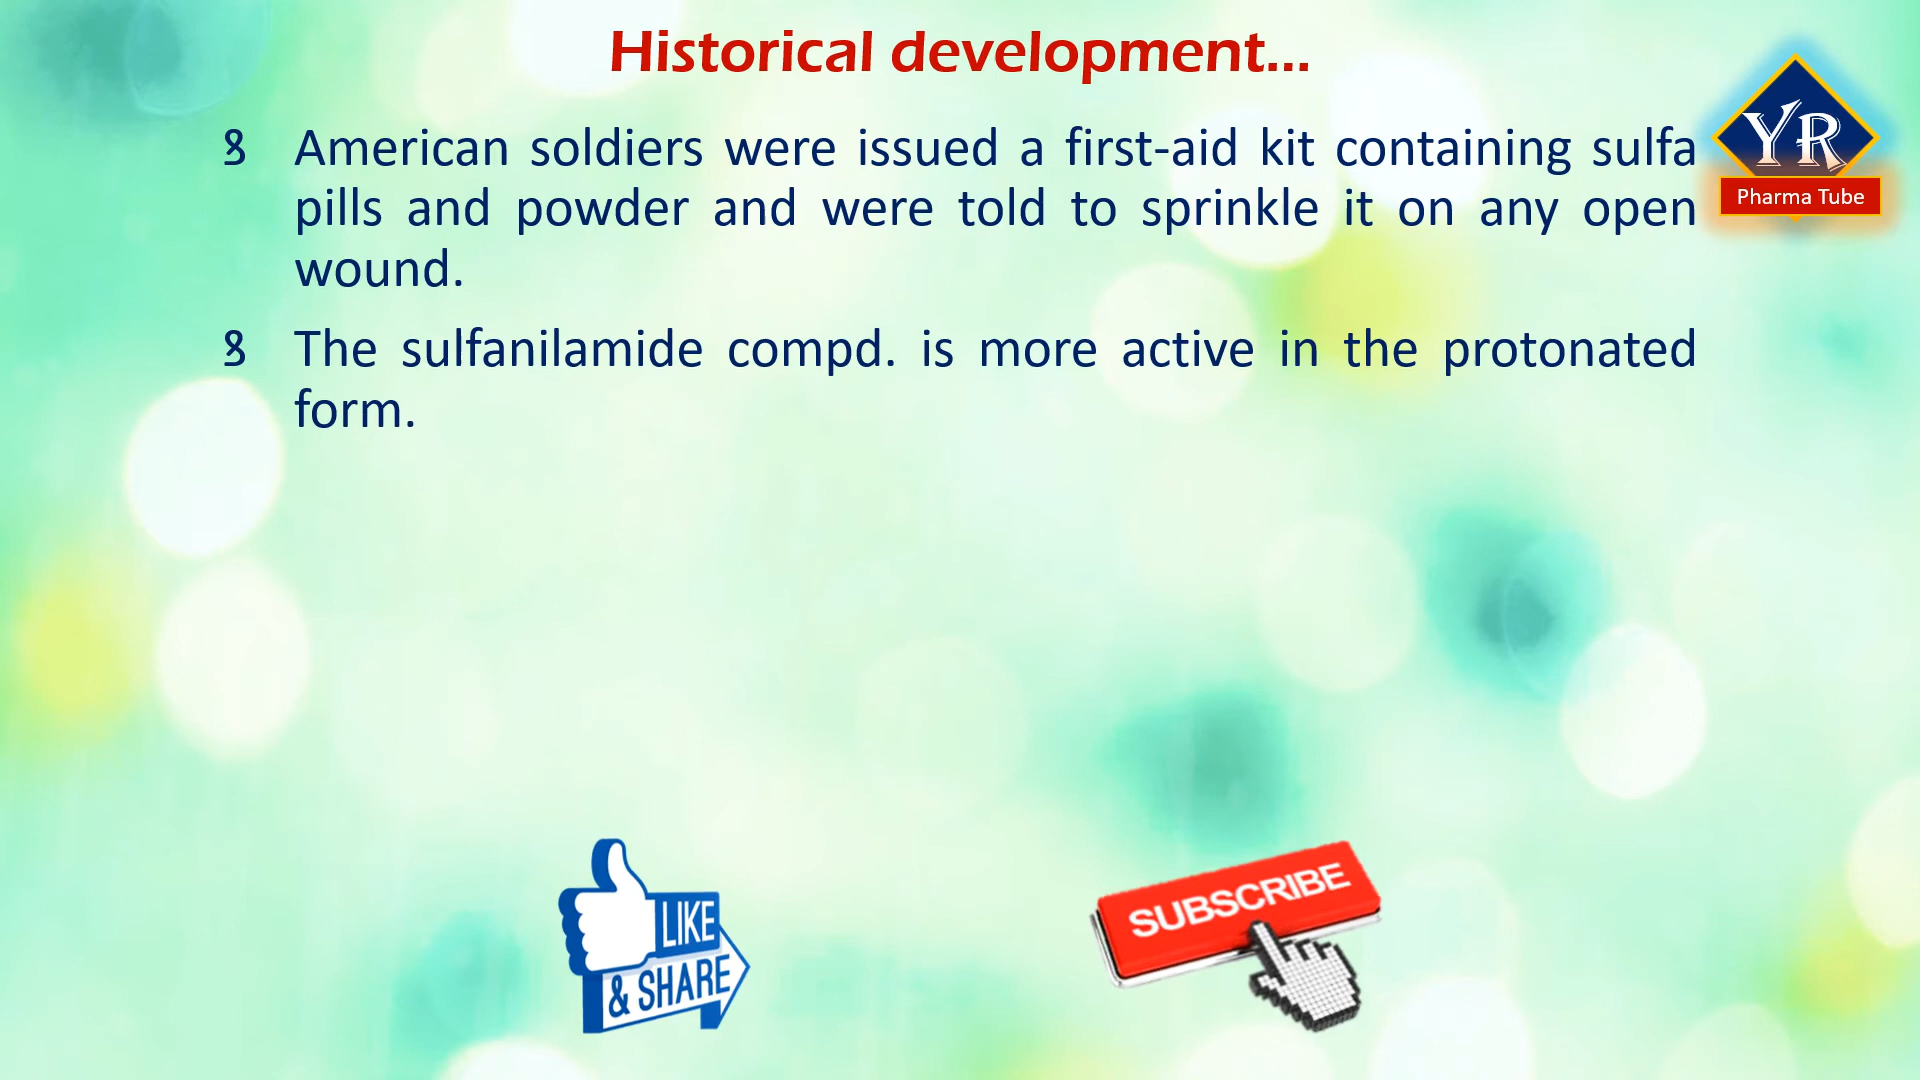 Historical development...
American soldiers were issued a first-aid kit containing sulfa
pills and powder and were told to sprinkle it on any open
wound.
The sulfanilamide compd. is more active in the protonated
form.
YR
Pharma Tube
LIKE
& SHARE
SUBSCRIBE